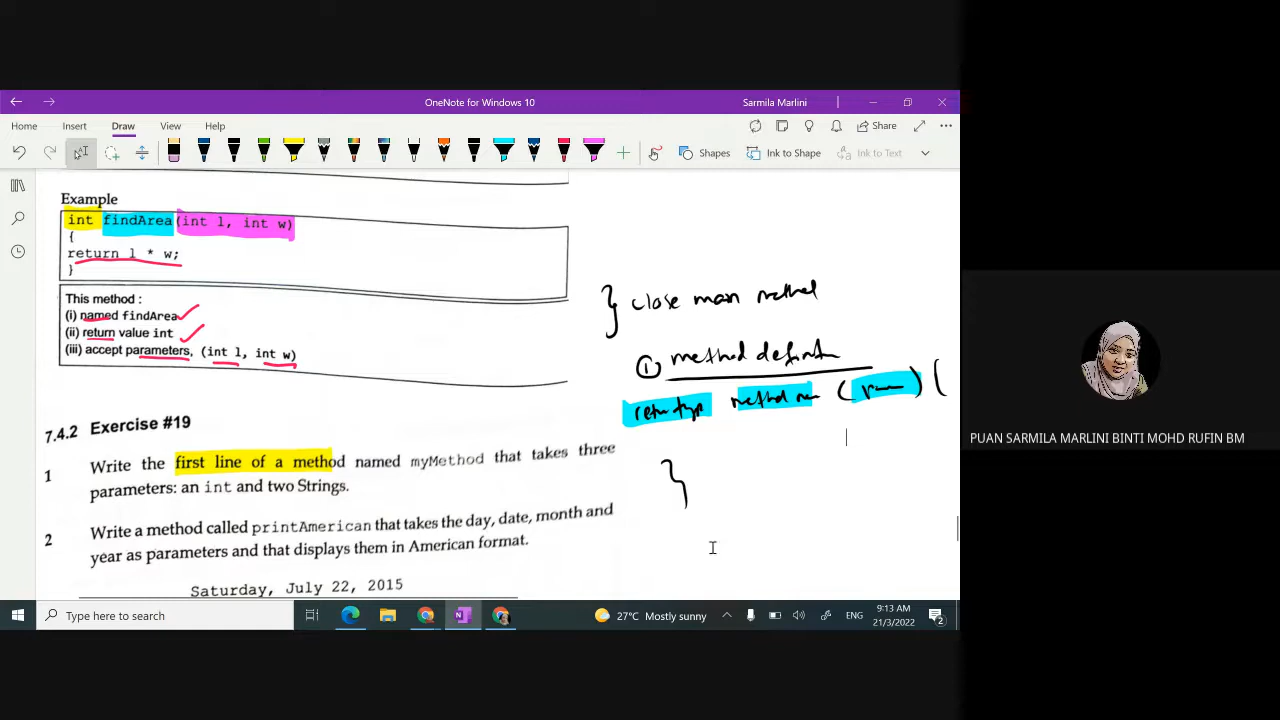 OneNote for Windows 10
Sarmila Marlini
Home Insert Draw View Help
Share
Shapes Ink to Shape Ink to Text
Example
int findArea(int l, int w)
{
return l * w;
}
This method :
(i) named findArea
(ii) return value int
(iii) accept parameters, (int l, int w)
} close main method
① method definition
return type method name ( ) {
}
7.4.2 Exercise #19
1 Write the first line of a method named myMethod that takes three
parameters: an int and two Strings.
2 Write a method called printAmerican that takes the day, date, month and
year as parameters and that displays them in American format.
Saturday, July 22, 2015
PUAN SARMILA MARLINI BINTI MOHD RUFIN BM
Type here to search
27°C Mostly sunny
ENG
9:13 AM
21/3/2022
2